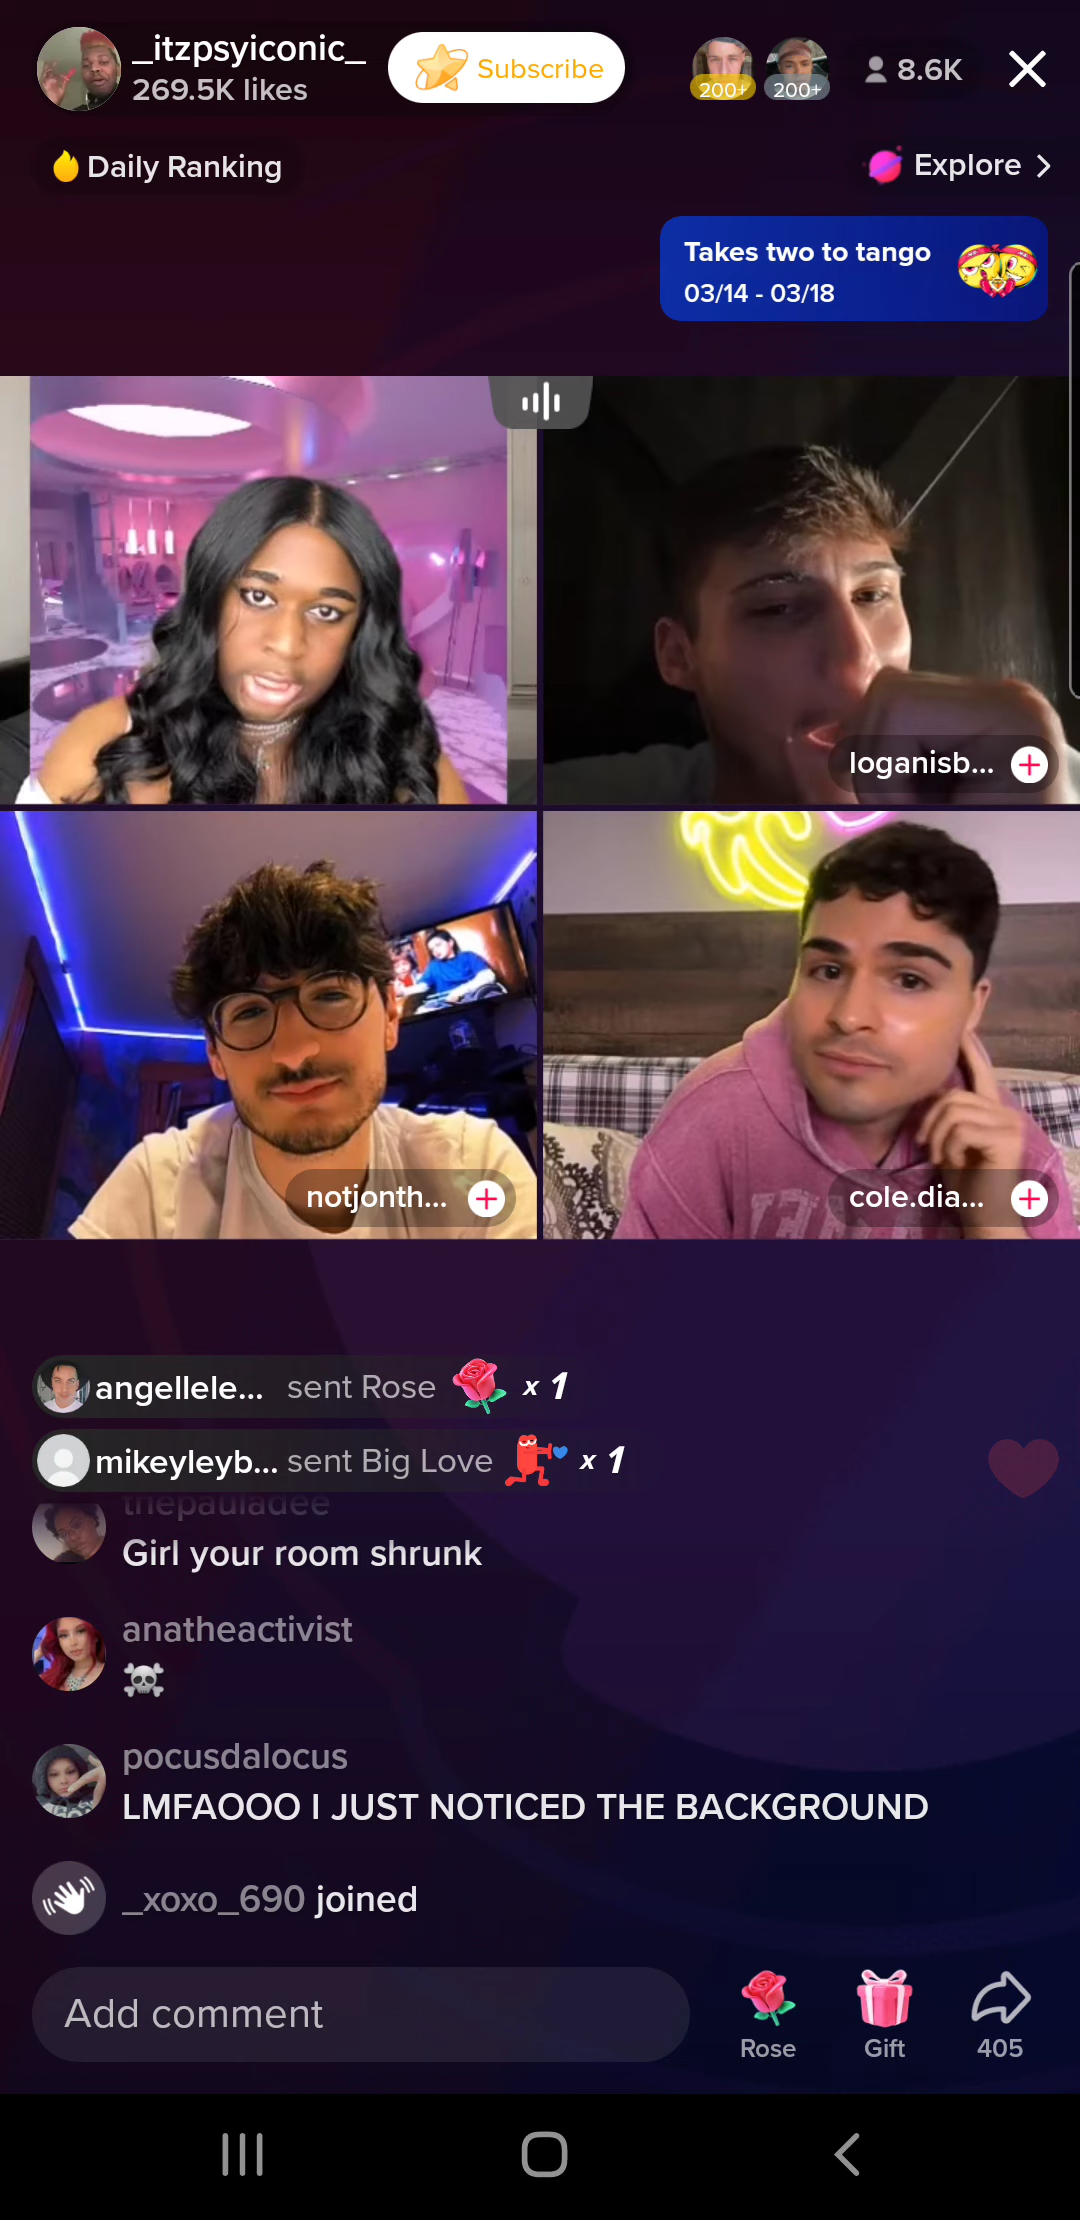 _itzpsyiconic_
269.5K likes
Subscribe
200+
200+
8.6K
Daily Ranking
Explore
Takes two to tango
03/14 - 03/18
loganisb...
notjonth...
cole.dia...
angellele... sent Rose x 1
mikeyleyb... sent Big Love x 1
thepauladee
Girl your room shrunk
anatheactivist
☠️
pocusdalocus
LMFAOOO I JUST NOTICED THE BACKGROUND
_xoxo_690 joined
Add comment
Rose
Gift
405